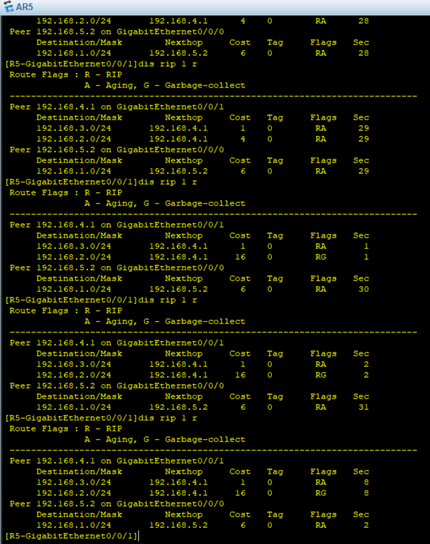 AR5
192.168.2.0/24 192.168.4.1 4 0 RA 28
Peer 192.168.5.2 on GigabitEthernet0/0/0
Destination/Mask Nexthop Cost Tag Flags Sec
192.168.1.0/24 192.168.5.2 6 0 RA 28
[R5-GigabitEthernet0/0/1]dis rip 1 r
Route Flags : R - RIP
A - Aging, G - Garbage-collect
--------------------------------------------------------------------------
Peer 192.168.4.1 on GigabitEthernet0/0/1
Destination/Mask Nexthop Cost Tag Flags Sec
192.168.3.0/24 192.168.4.1 1 0 RA 29
192.168.2.0/24 192.168.4.1 4 0 RA 29
Peer 192.168.5.2 on GigabitEthernet0/0/0
Destination/Mask Nexthop Cost Tag Flags Sec
192.168.1.0/24 192.168.5.2 6 0 RA 29
[R5-GigabitEthernet0/0/1]dis rip 1 r
Route Flags : R - RIP
A - Aging, G - Garbage-collect
--------------------------------------------------------------------------
Peer 192.168.4.1 on GigabitEthernet0/0/1
Destination/Mask Nexthop Cost Tag Flags Sec
192.168.3.0/24 192.168.4.1 1 0 RA 1
192.168.2.0/24 192.168.4.1 16 0 RG 1
Peer 192.168.5.2 on GigabitEthernet0/0/0
Destination/Mask Nexthop Cost Tag Flags Sec
192.168.1.0/24 192.168.5.2 6 0 RA 30
[R5-GigabitEthernet0/0/1]dis rip 1 r
Route Flags : R - RIP
A - Aging, G - Garbage-collect
--------------------------------------------------------------------------
Peer 192.168.4.1 on GigabitEthernet0/0/1
Destination/Mask Nexthop Cost Tag Flags Sec
192.168.3.0/24 192.168.4.1 1 0 RA 2
192.168.2.0/24 192.168.4.1 16 0 RG 2
Peer 192.168.5.2 on GigabitEthernet0/0/0
Destination/Mask Nexthop Cost Tag Flags Sec
192.168.1.0/24 192.168.5.2 6 0 RA 31
[R5-GigabitEthernet0/0/1]dis rip 1 r
Route Flags : R - RIP
A - Aging, G - Garbage-collect
--------------------------------------------------------------------------
Peer 192.168.4.1 on GigabitEthernet0/0/1
Destination/Mask Nexthop Cost Tag Flags Sec
192.168.3.0/24 192.168.4.1 1 0 RA 8
192.168.2.0/24 192.168.4.1 16 0 RG 8
Peer 192.168.5.2 on GigabitEthernet0/0/0
Destination/Mask Nexthop Cost Tag Flags Sec
192.168.1.0/24 192.168.5.2 6 0 RA 2
[R5-GigabitEthernet0/0/1]